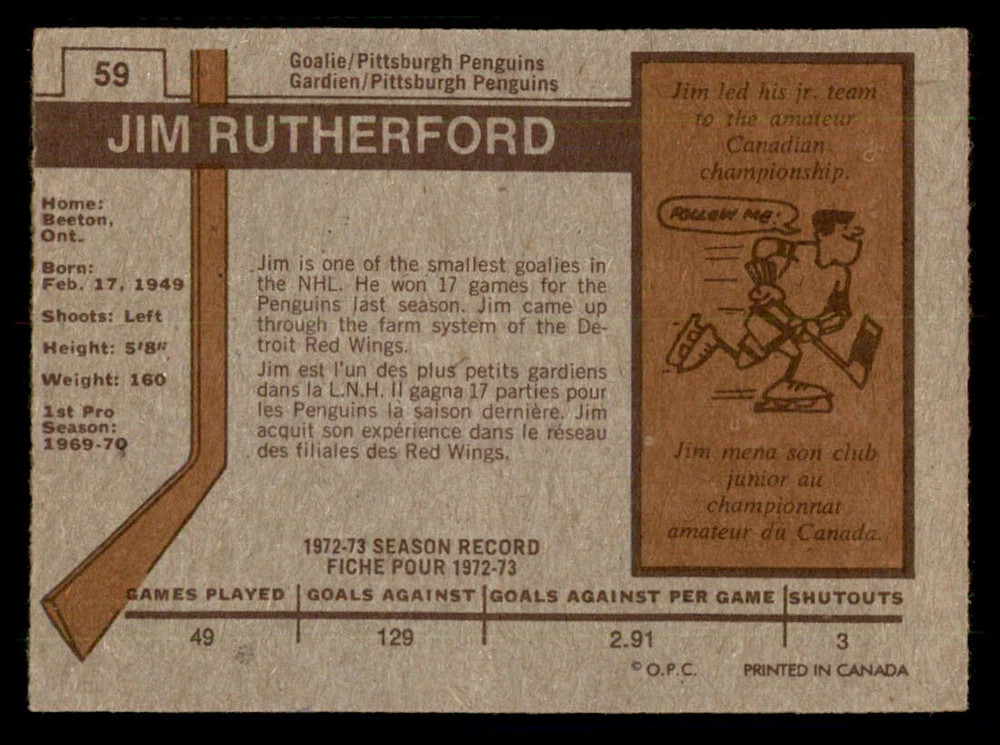 59
Goalie/Pittsburgh Penguins
Gardien/Pittsburgh Penguins
JIM RUTHERFORD
Home:
Beeton,
Ont.
Born:
Feb. 17, 1949
Shoots: Left
Height: 5'8"
Weight: 160
1st Pro
Season:
1969-70
Jim is one of the smallest goalies in
the NHL. He won 17 games for the
Penguins last season. Jim came up
through the farm system of the De-
troit Red Wings.
Jim est l'un des plus petits gardiens
dans la L.N.H. Il gagna 17 parties pour
les Penguins la saison dernière. Jim
acquit son expérience dans le réseau
des filiales des Red Wings.
Jim led his jr. team
to the amateur
Canadian
championship.
FOLLOW ME!
Jim mena son club
junior au
championnat
amateur du Canada.
1972-73 SEASON RECORD
FICHE POUR 1972-73
GAMES PLAYED GOALS AGAINST GOALS AGAINST PER GAME SHUTOUTS
49 129 2.91 3
© O.P.C. PRINTED IN CANADA